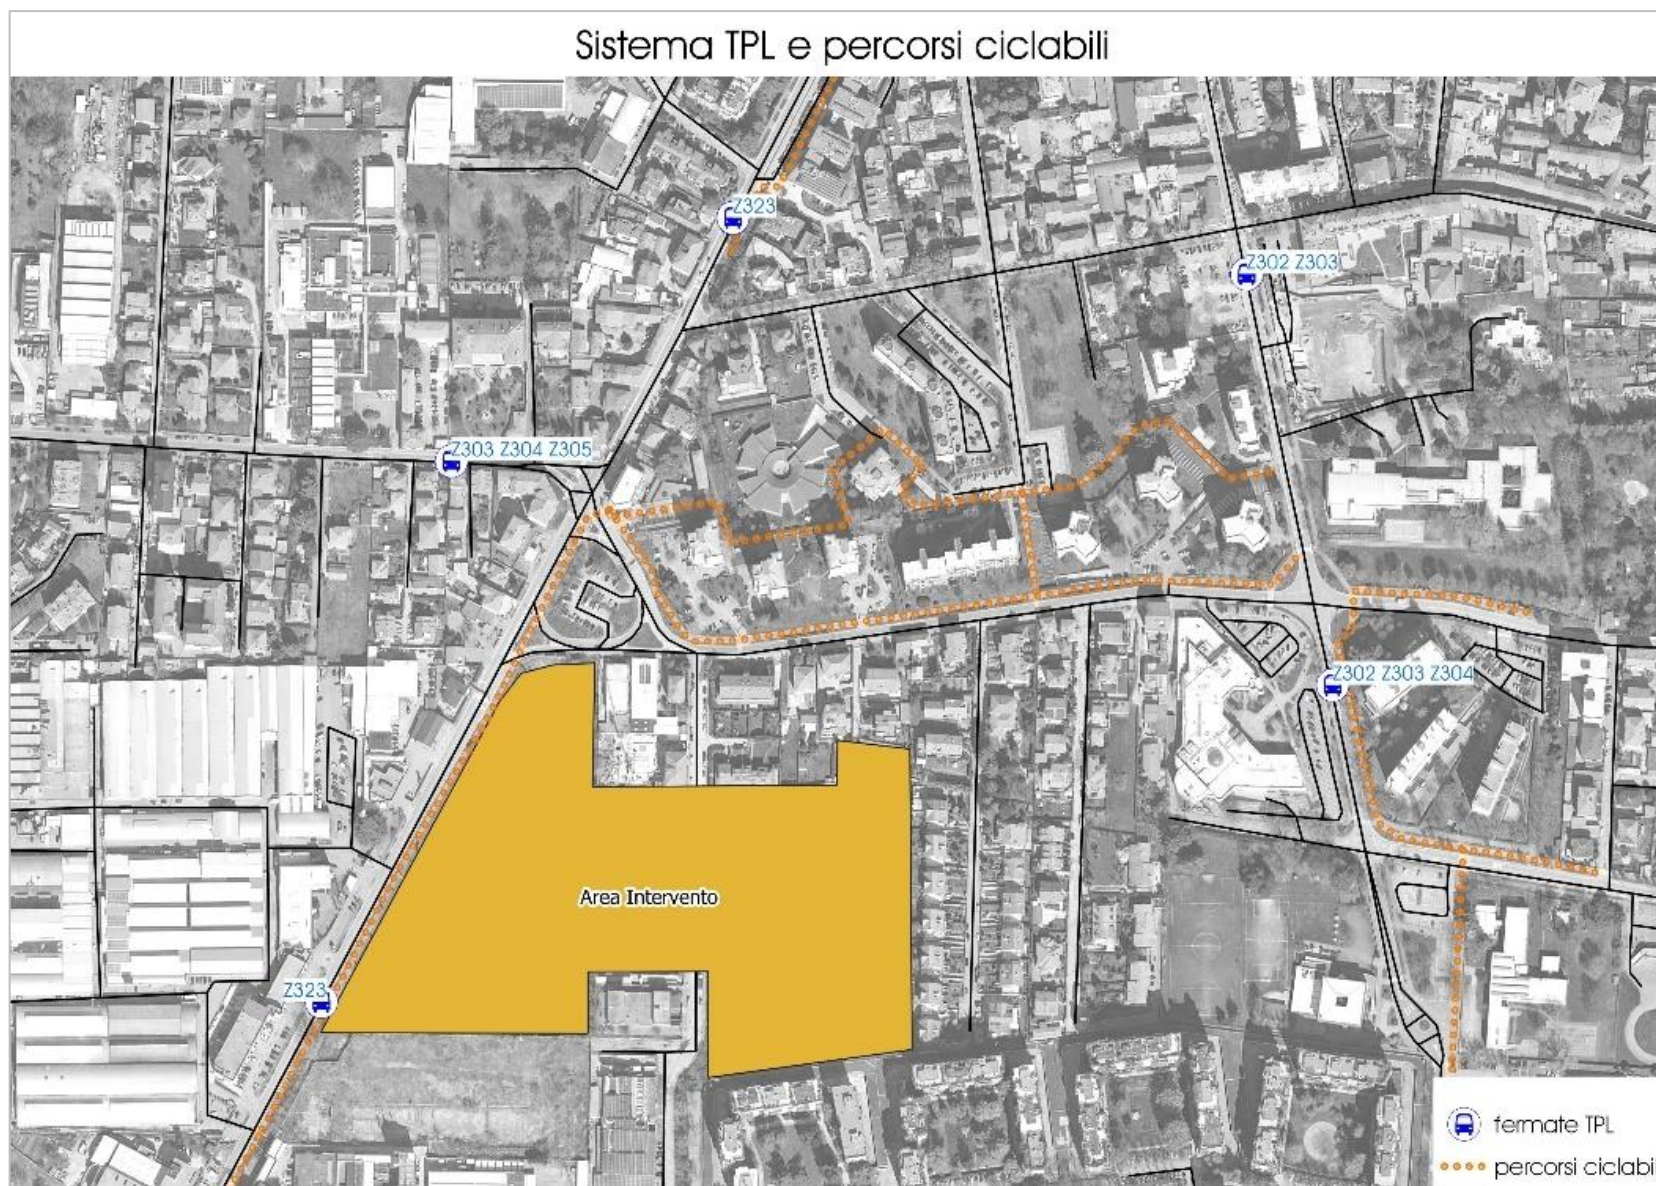 Sistema TPL e percorsi ciclabili
Z323
Z302 Z303
Z303 Z304 Z305
Z302 Z303 Z304
Area Intervento
Z323
fermate TPL
percorsi ciclabi